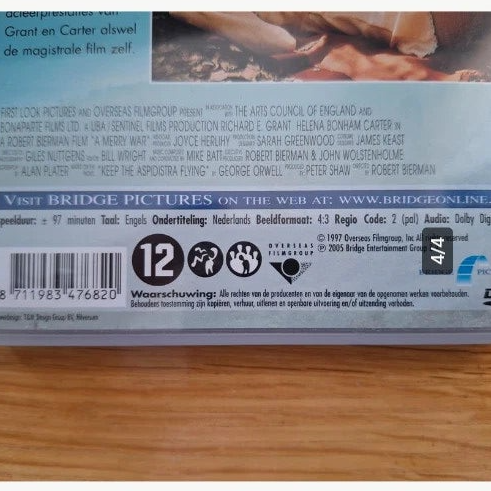 acteerprestaties van
Grant en Carter alswel
de magistrale film zelf.
FIRST LOOK PICTURES AND OVERSEAS FILMGROUP PRESENT THE ARTS COUNCIL OF ENGLAND AND
BONAPARTE FILMS LTD. A UBA/SENTINEL FILMS PRODUCTION RICHARD E. GRANT HELENA BONHAM CARTER IN
A ROBERT BIERMAN FILM "A MERRY WAR" JOYCE HERLIHY SARAH GREENWOOD JAMES KEAST
GILES NUTTGENS BILL WRIGHT MIKE BATT ROBERT BIERMAN & JOHN WOLSTENHOLME
ALAN PLATER "KEEP THE ASPIDISTRA FLYING" BY GEORGE ORWELL PETER SHAW ROBERT BIERMAN
VISIT BRIDGE PICTURES ON THE WEB AT: WWW.BRIDGEONLINE.
peelduur: ± 97 minuten Taal: Engels Ondertiteling: Nederlands Beeldformaat: 4:3 Regio Code: 2 (pal) Audio: Dolby Dig
12
OVERSEAS
FILMGROUP
© 1997 Overseas Filmgroup, Inc All reserved
℗ 2005 Bridge Entertainment Group
4/4
8 711983 476820
Waarschuwing: Alle rechten van de producenten en van de eigenaar van de opgenomen werken voorbehouden.
Behoudens toestemming zijn kopiëren, verhuur, uitlenen en openbare uitvoering en/of uitzending verboden.